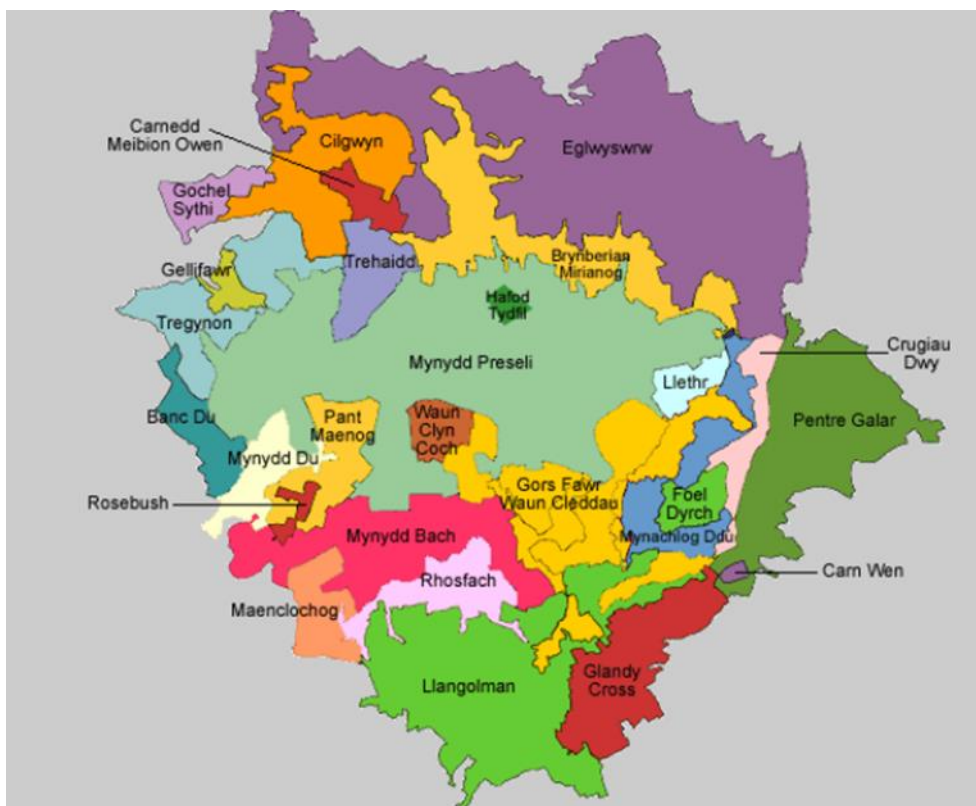 Carnedd
Meibion Owen
Cilgwyn
Eglwyswrw
Gochel
Sythi
Gellifawr
Trehaidd
Brynberian
Mirianog
Hafod
Tydfil
Tregynon
Mynydd Preseli
Crugiau
Dwy
Llethr
Banc Du
Pant
Maenog
Waun
Clyn
Coch
Pentre Galar
Mynydd Du
Rosebush
Gors Fawr
Waun Cleddau
Foel
Dyrch
Mynydd Bach
Mynachlog Ddu
Rhosfach
Carn Wen
Maenclochog
Llangolman
Glandy
Cross